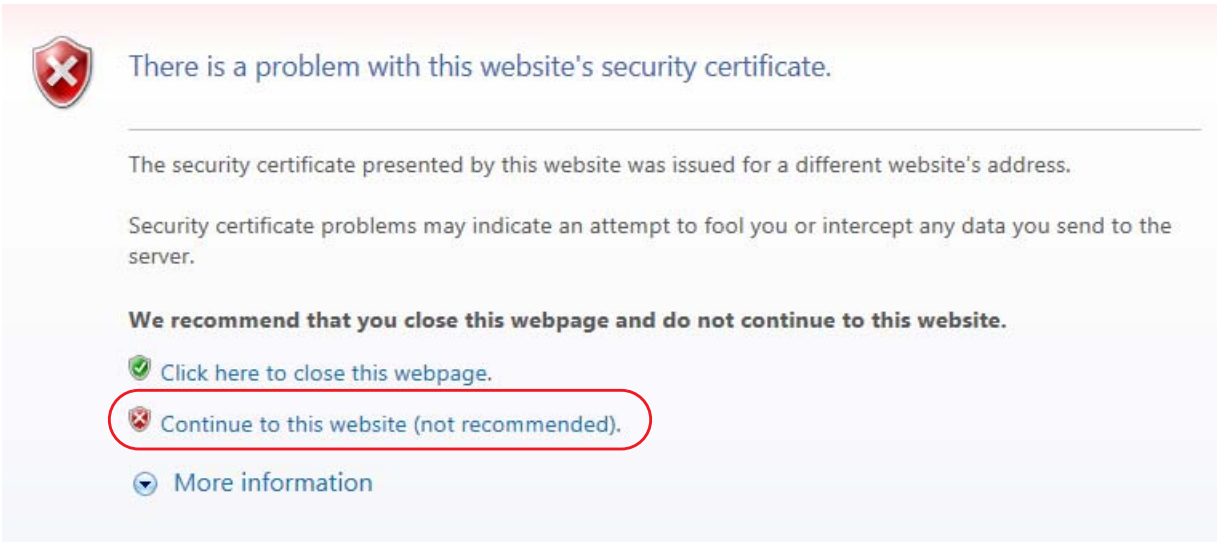 There is a problem with this website's security certificate.
The security certificate presented by this website was issued for a different website's address.
Security certificate problems may indicate an attempt to fool you or intercept any data you send to the
server.
We recommend that you close this webpage and do not continue to this website.
Click here to close this webpage.
Continue to this website (not recommended).
More information